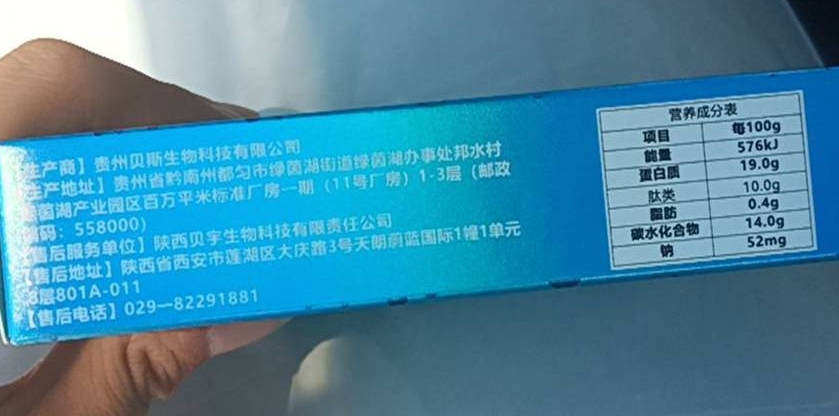 生产商】贵州贝斯生物科技有限公司
生产地址】贵州省黔南州都匀市绿茵湖街道绿茵湖办事处邦水村
绿茵湖产业园区百万平米标准厂房一期（11号厂房）1-3层（邮政
编码：558000）
售后服务单位】陕西贝宇生物科技有限责任公司
【售后地址】陕西省西安市莲湖区大庆路3号天朗蔚蓝国际1幢1单元
8层801A-011
【售后电话】029—82291881
营养成分表
项目 每100g
能量 576kJ
蛋白质 19.0g
肽类 10.0g
脂肪 0.4g
碳水化合物 14.0g
钠 52mg